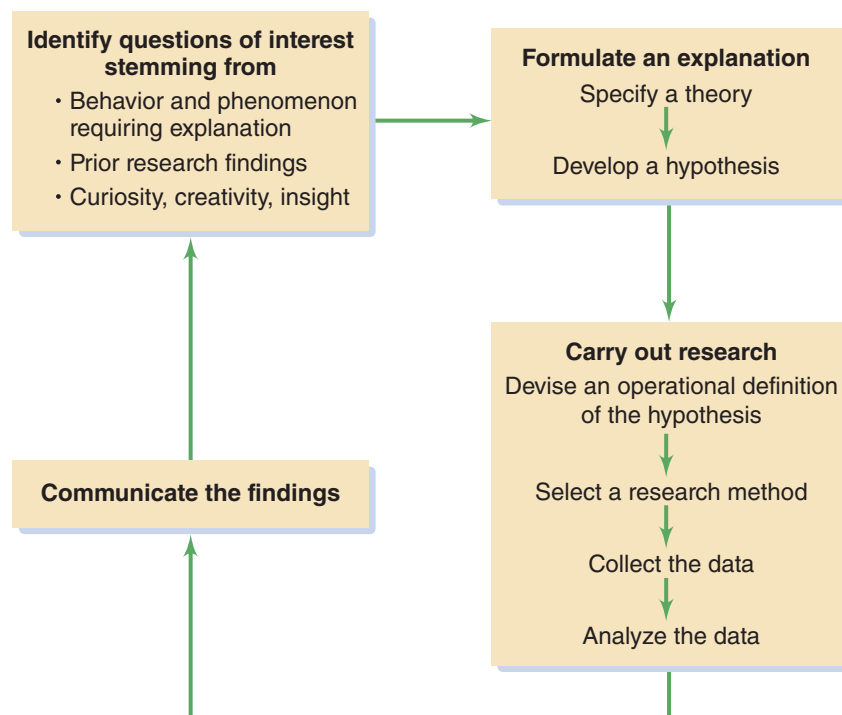 Identify questions of interest
stemming from
• Behavior and phenomenon
requiring explanation
• Prior research findings
• Curiosity, creativity, insight
Formulate an explanation
Specify a theory
Develop a hypothesis
Carry out research
Devise an operational definition
of the hypothesis
Select a research method
Collect the data
Analyze the data
Communicate the findings